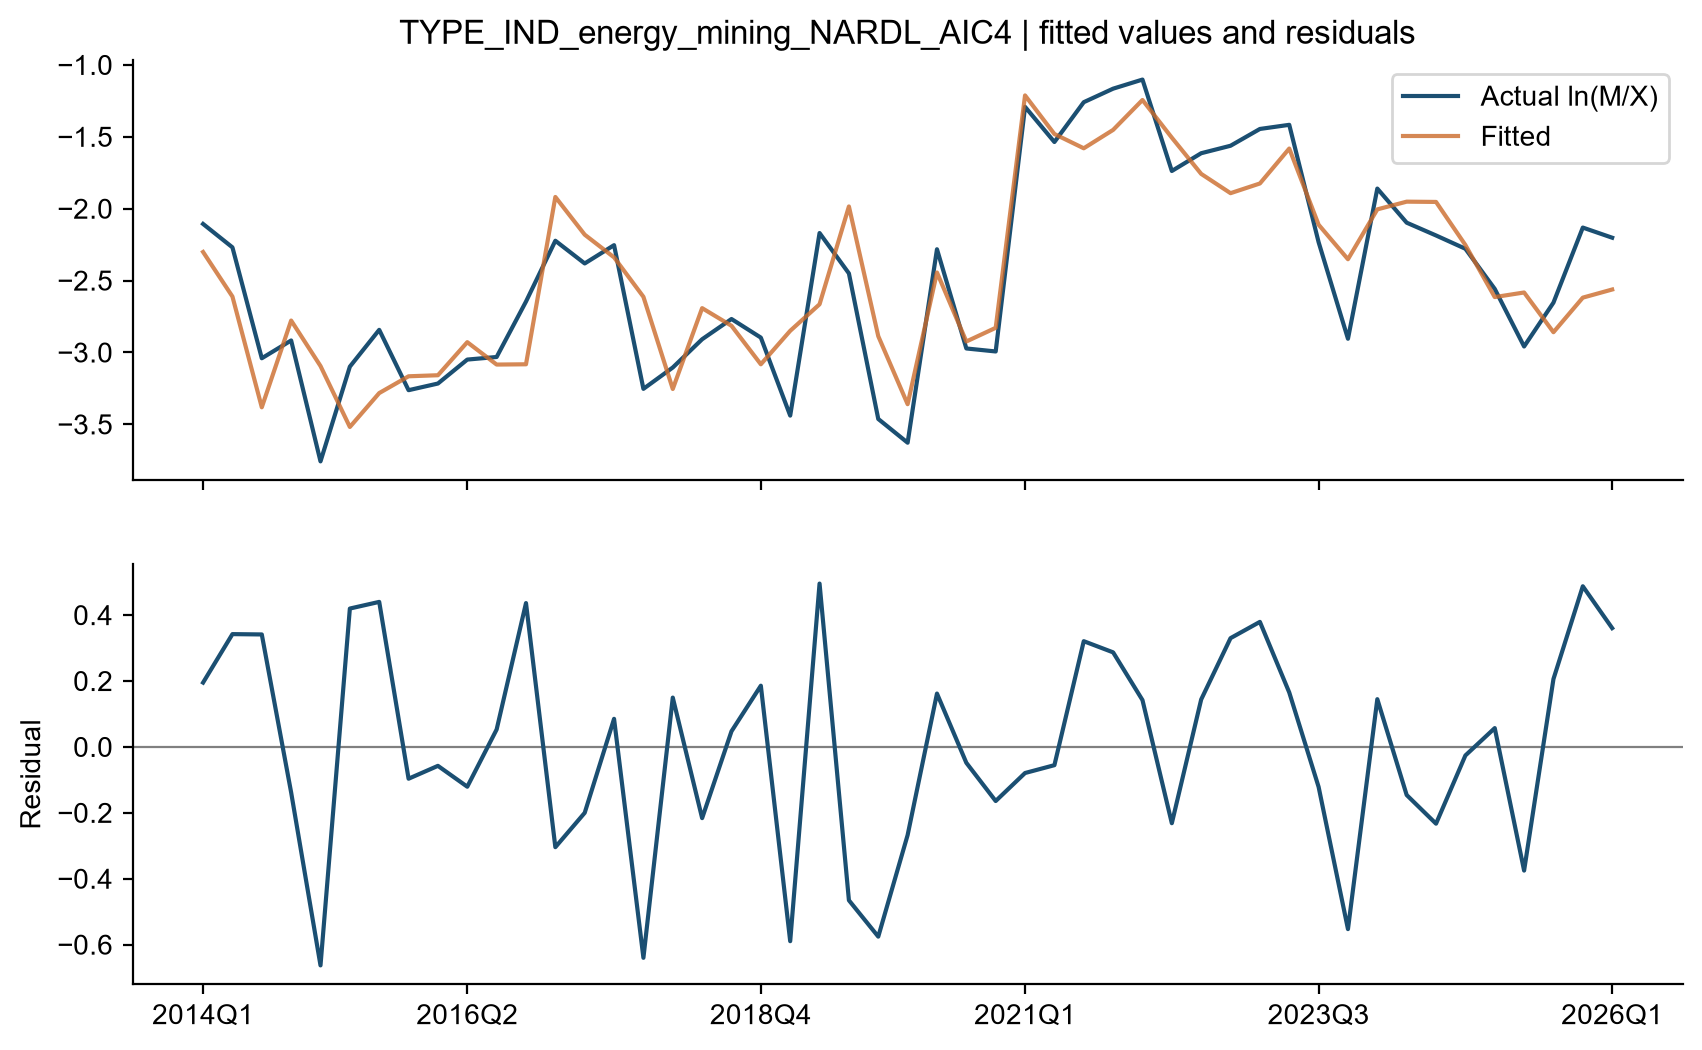 TYPE_IND_energy_mining_NARDL_AIC4 | fitted values and residuals
−1.0
−1.5
−2.0
−2.5
−3.0
−3.5
Actual ln(M/X)
Fitted
Residual
0.4
0.2
0.0
−0.2
−0.4
−0.6
2014Q1
2016Q2
2018Q4
2021Q1
2023Q3
2026Q1